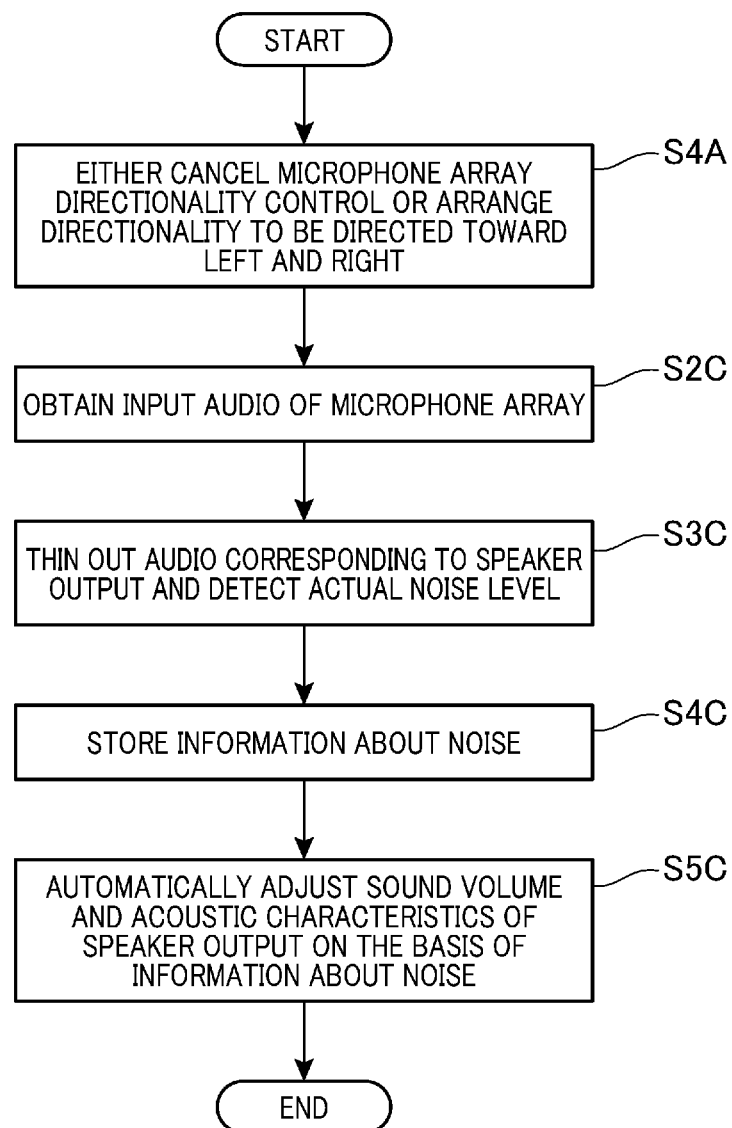 START
S4A
EITHER CANCEL MICROPHONE ARRAY
DIRECTIONALITY CONTROL OR ARRANGE
DIRECTIONALITY TO BE DIRECTED TOWARD
LEFT AND RIGHT
S2C
OBTAIN INPUT AUDIO OF MICROPHONE ARRAY
S3C
THIN OUT AUDIO CORRESPONDING TO SPEAKER
OUTPUT AND DETECT ACTUAL NOISE LEVEL
S4C
STORE INFORMATION ABOUT NOISE
S5C
AUTOMATICALLY ADJUST SOUND VOLUME
AND ACOUSTIC CHARACTERISTICS OF
SPEAKER OUTPUT ON THE BASIS OF
INFORMATION ABOUT NOISE
END